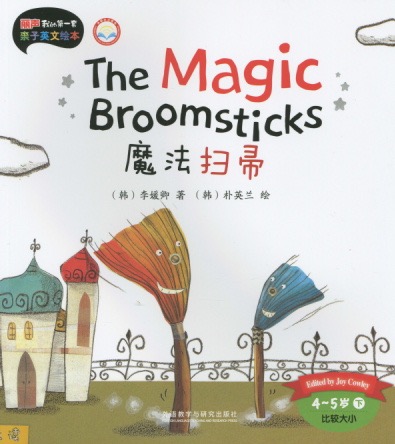 丽声 我的第一套
亲子英文绘本
The Magic
Broomsticks
魔法扫帚
（韩）李媛卿 著 （韩）朴英兰 绘
Edited by Joy Cowley
4~5岁 下
比较大小
外语教学与研究出版社